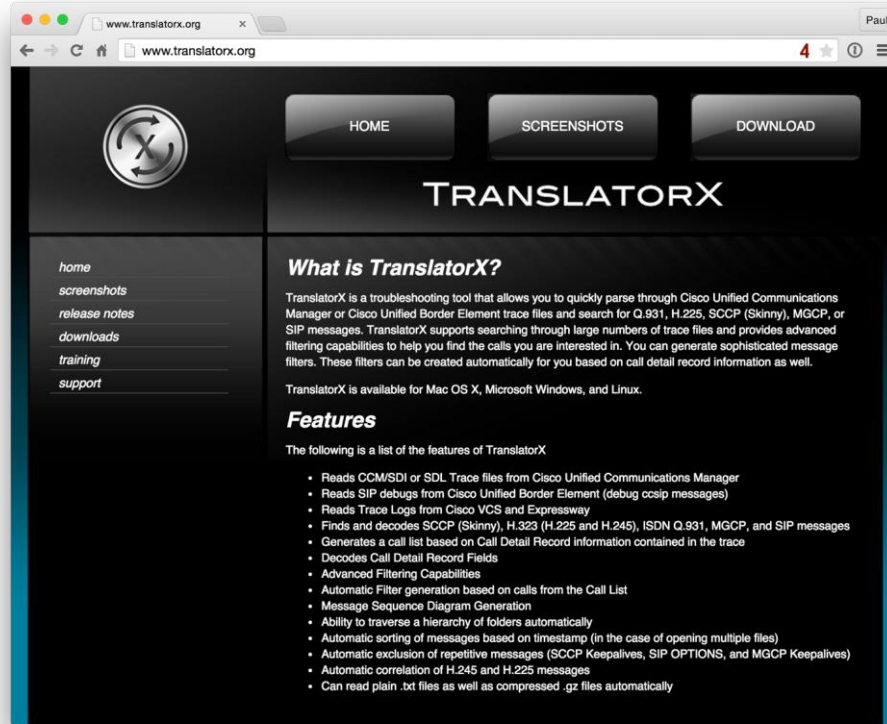 www.translatorx.org
Paul
www.translatorx.org
4
X
HOME
SCREENSHOTS
DOWNLOAD
TRANSLATORX
home
screenshots
release notes
downloads
training
support
What is TranslatorX?
TranslatorX is a troubleshooting tool that allows you to quickly parse through Cisco Unified Communications
Manager or Cisco Unified Border Element trace files and search for Q.931, H.225, SCCP (Skinny), MGCP, or
SIP messages. TranslatorX supports searching through large numbers of trace files and provides advanced
filtering capabilities to help you find the calls you are interested in. You can generate sophisticated message
filters. These filters can be created automatically for you based on call detail record information as well.
TranslatorX is available for Mac OS X, Microsoft Windows, and Linux.
Features
The following is a list of the features of TranslatorX
• Reads CCM/SDI or SDL Trace files from Cisco Unified Communications Manager
• Reads SIP debugs from Cisco Unified Border Element (debug ccsip messages)
• Reads Trace Logs from Cisco VCS and Expressway
• Finds and decodes SCCP (Skinny), H.323 (H.225 and H.245), ISDN Q.931, MGCP, and SIP messages
• Generates a call list based on Call Detail Record information contained in the trace
• Decodes Call Detail Record Fields
• Advanced Filtering Capabilities
• Automatic Filter generation based on calls from the Call List
• Message Sequence Diagram Generation
• Ability to traverse a hierarchy of folders automatically
• Automatic sorting of messages based on timestamp (in the case of opening multiple files)
• Automatic exclusion of repetitive messages (SCCP Keepalives, SIP OPTIONS, and MGCP Keepalives)
• Automatic correlation of H.245 and H.225 messages
• Can read plain .txt files as well as compressed .gz files automatically